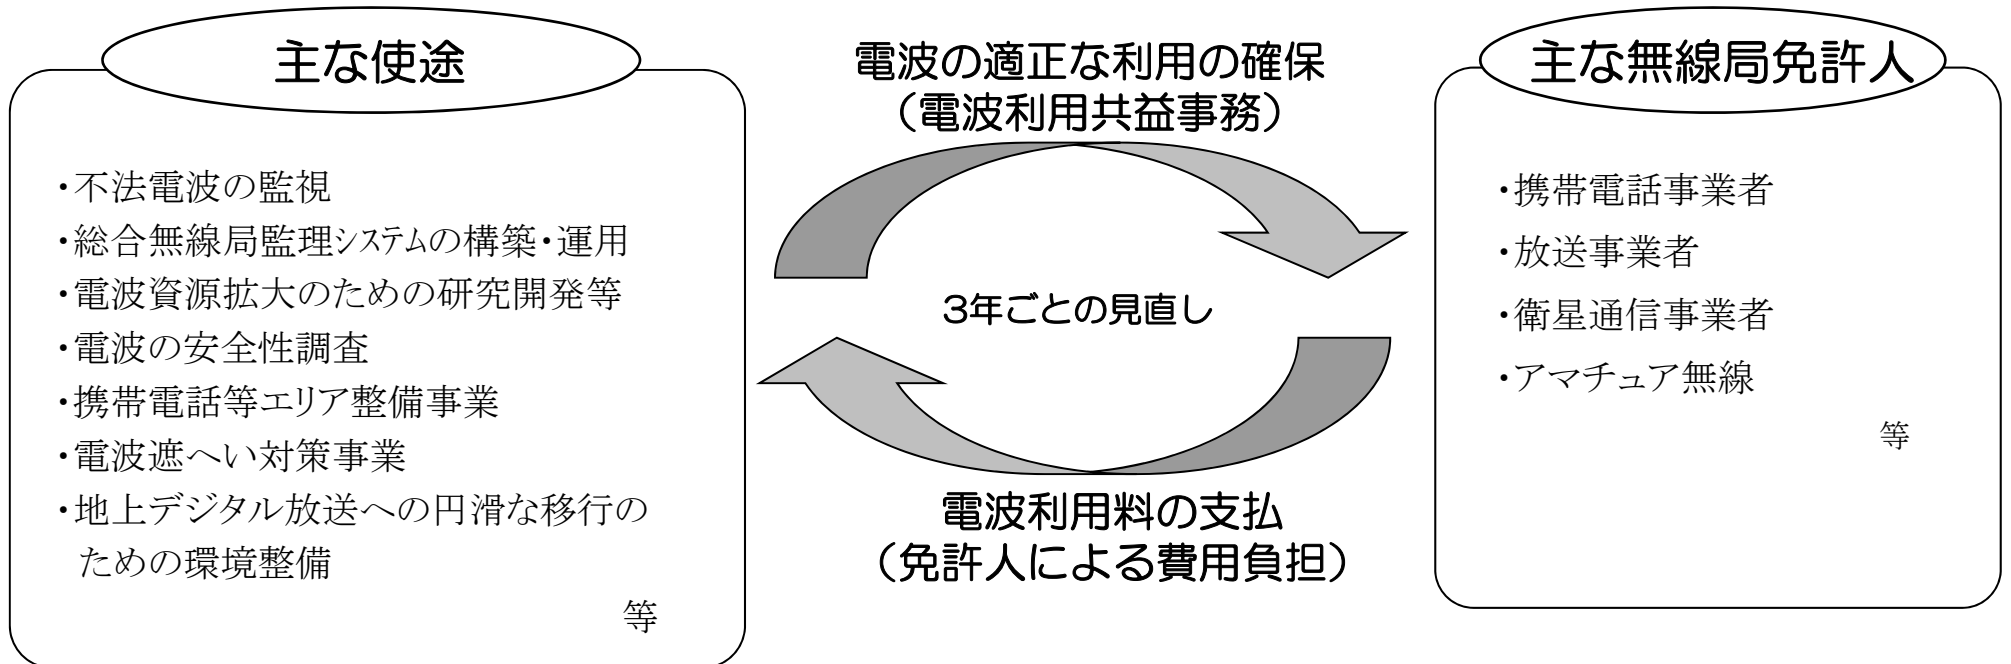 主な使途
・不法電波の監視
・総合無線局監理システムの構築・運用
・電波資源拡大のための研究開発等
・電波の安全性調査
・携帯電話等エリア整備事業
・電波遮へい対策事業
・地上デジタル放送への円滑な移行の
ための環境整備
等
電波の適正な利用の確保
（電波利用共益事務）
3年ごとの見直し
電波利用料の支払
（免許人による費用負担）
主な無線局免許人
・携帯電話事業者
・放送事業者
・衛星通信事業者
・アマチュア無線
等